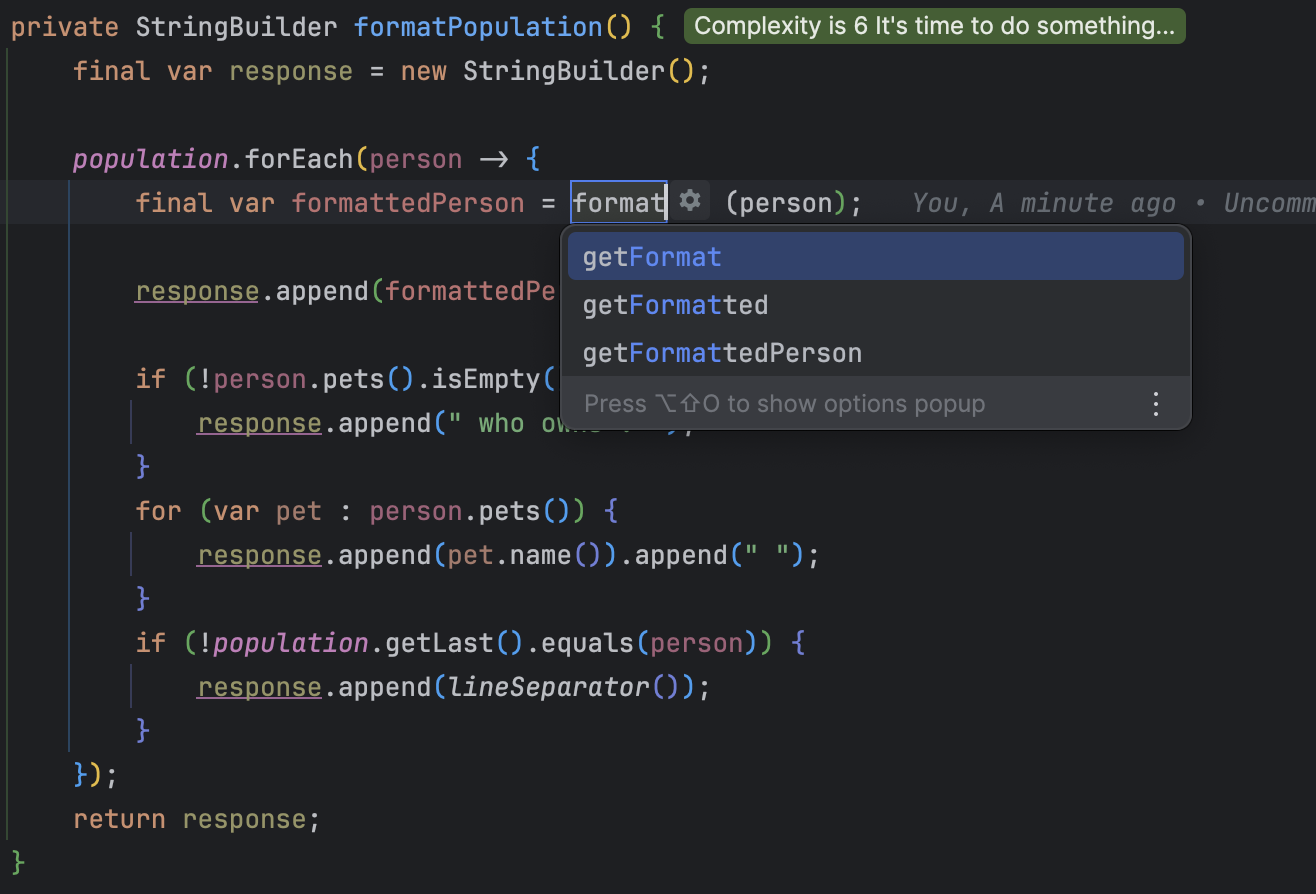 private StringBuilder formatPopulation() { Complexity is 6 It's time to do something...
final var response = new StringBuilder();
population.forEach(person -> {
final var formattedPerson = format (person); You, A minute ago • Uncomm
getFormat
response.append(formattedPe
getFormatted
getFormattedPerson
if (!person.pets().isEmpty(
Press ⌥⇧O to show options popup
response.append(" who
}
for (var pet : person.pets()) {
response.append(pet.name()).append(" ");
}
if (!population.getLast().equals(person)) {
response.append(lineSeparator());
}
});
return response;
}